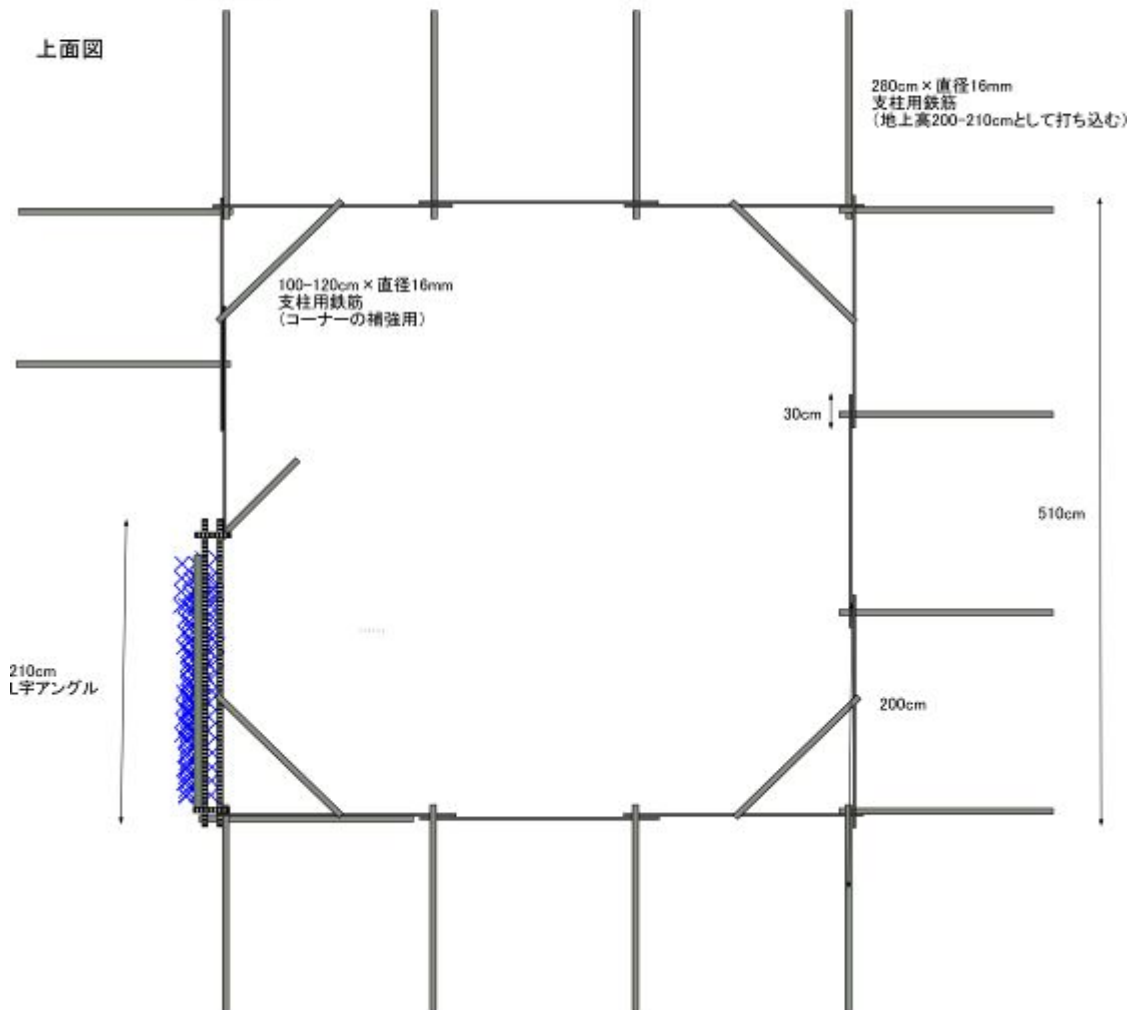 上面図
280cm×直径16mm
支柱用鉄筋
（地上高200-210cmとして打ち込む）
100-120cm×直径16mm
支柱用鉄筋
（コーナーの補強用）
30cm
510cm
210cm
L字アングル
200cm